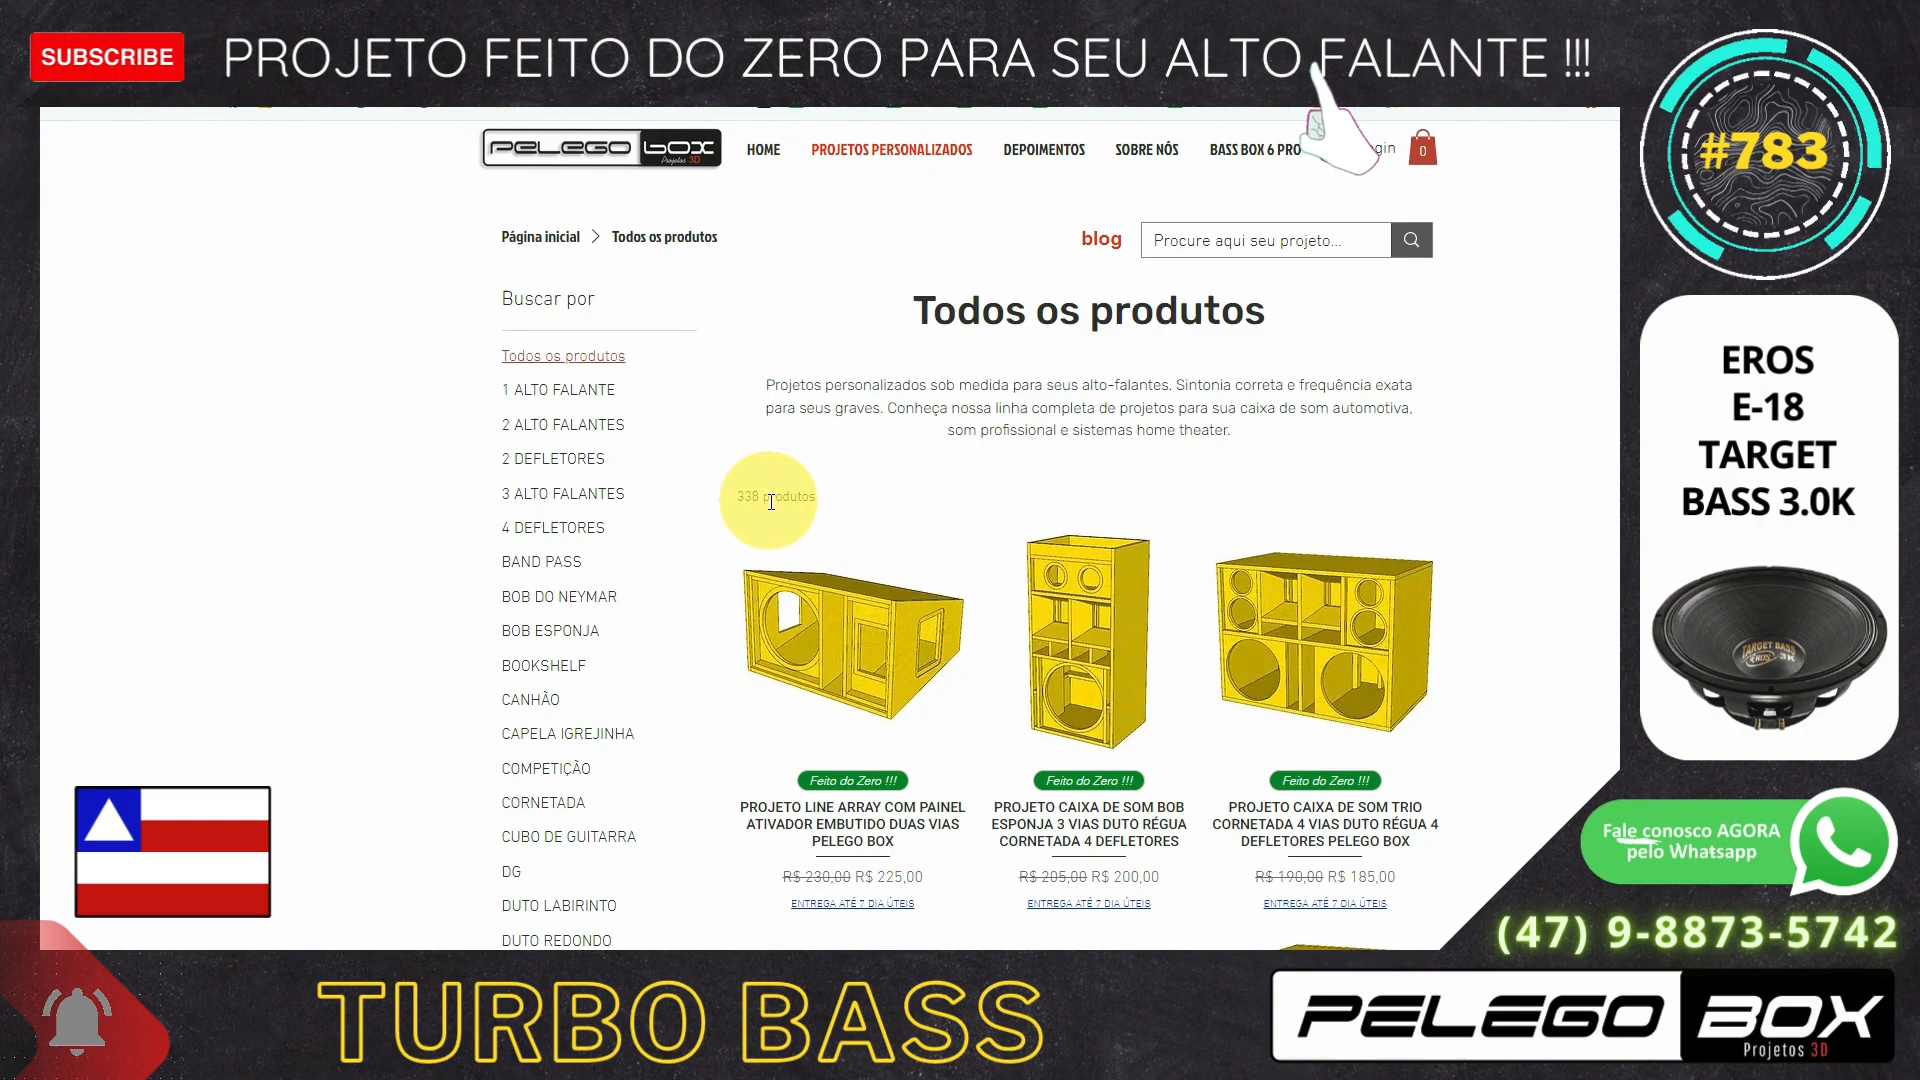 SUBSCRIBE
PROJETO FEITO DO ZERO PARA SEU ALTO FALANTE !!!
#783
PELEGO BOX
Projetos 3D
HOME
PROJETOS PERSONALIZADOS
DEPOIMENTOS
SOBRE NÓS
BASS BOX 6 PRO
0
Página inicial
Todos os produtos
blog
Procure aqui seu projeto...
Buscar por
Todos os produtos
1 ALTO FALANTE
2 ALTO FALANTES
2 DEFLETORES
3 ALTO FALANTES
4 DEFLETORES
BAND PASS
BOB DO NEYMAR
BOB ESPONJA
BOOKSHELF
CANHÃO
CAPELA IGREJINHA
COMPETIÇÃO
CORNETADA
CUBO DE GUITARRA
DG
DUTO LABIRINTO
DUTO REDONDO
Todos os produtos
Projetos personalizados sob medida para seus alto-falantes. Sintonia correta e frequência exata
para seus graves. Conheça nossa linha completa de projetos para sua caixa de som automotiva,
som profissional e sistemas home theater.
338 produtos
Feito do Zero !!!
PROJETO LINE ARRAY COM PAINEL
ATIVADOR EMBUTIDO DUAS VIAS
PELEGO BOX
R$ 230,00 R$ 225,00
ENTREGA ATÉ 7 DIA ÚTEIS
Feito do Zero !!!
PROJETO CAIXA DE SOM BOB
ESPONJA 3 VIAS DUTO RÉGUA
CORNETADA 4 DEFLETORES
R$ 205,00 R$ 200,00
ENTREGA ATÉ 7 DIA ÚTEIS
Feito do Zero !!!
PROJETO CAIXA DE SOM TRIO
CORNETADA 4 VIAS DUTO RÉGUA 4
DEFLETORES PELEGO BOX
R$ 190,00 R$ 185,00
ENTREGA ATÉ 7 DIA ÚTEIS
EROS
E-18
TARGET
BASS 3.0K
TARGET BASS
EROS 3K
Fale conosco AGORA
pelo Whatsapp
(47) 9-8873-5742
TURBO BASS
PELEGO BOX
Projetos 3D